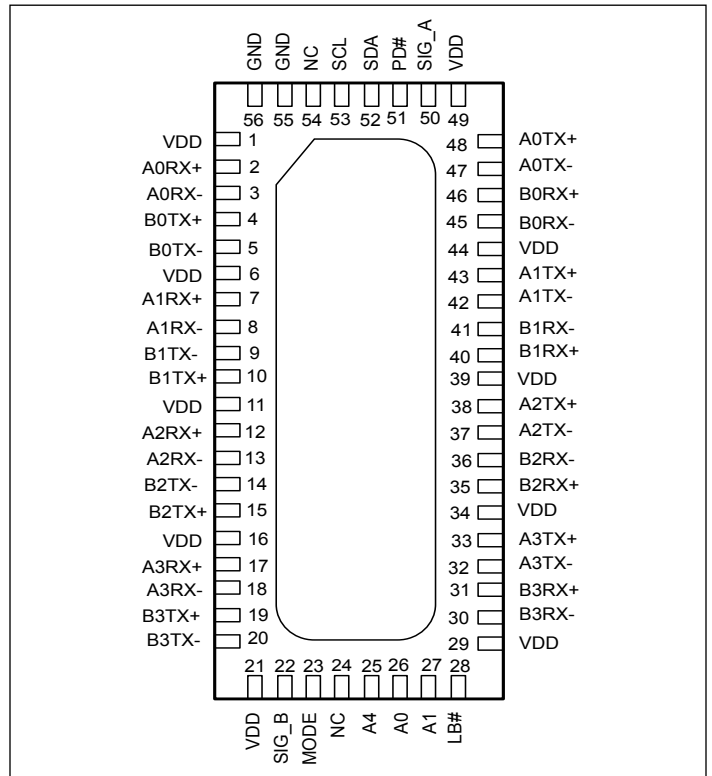 GND GND NC SCL SDA PD# SIG_A VDD
56 55 54 53 52 51 50 49
VDD 1 48 A0TX+
A0RX+ 2 47 A0TX-
A0RX- 3 46 B0RX+
B0TX+ 4 45 B0RX-
B0TX- 5 44 VDD
VDD 6 43 A1TX+
A1RX+ 7 42 A1TX-
A1RX- 8 41 B1RX-
B1TX- 9 40 B1RX+
B1TX+ 10 39 VDD
VDD 11 38 A2TX+
A2RX+ 12 37 A2TX-
A2RX- 13 36 B2RX-
B2TX- 14 35 B2RX+
B2TX+ 15 34 VDD
VDD 16 33 A3TX+
A3RX+ 17 32 A3TX-
A3RX- 18 31 B3RX+
B3TX+ 19 30 B3RX-
B3TX- 20 29 VDD
21 22 23 24 25 26 27 28
VDD SIG_B MODE NC A4 A0 A1 LB#